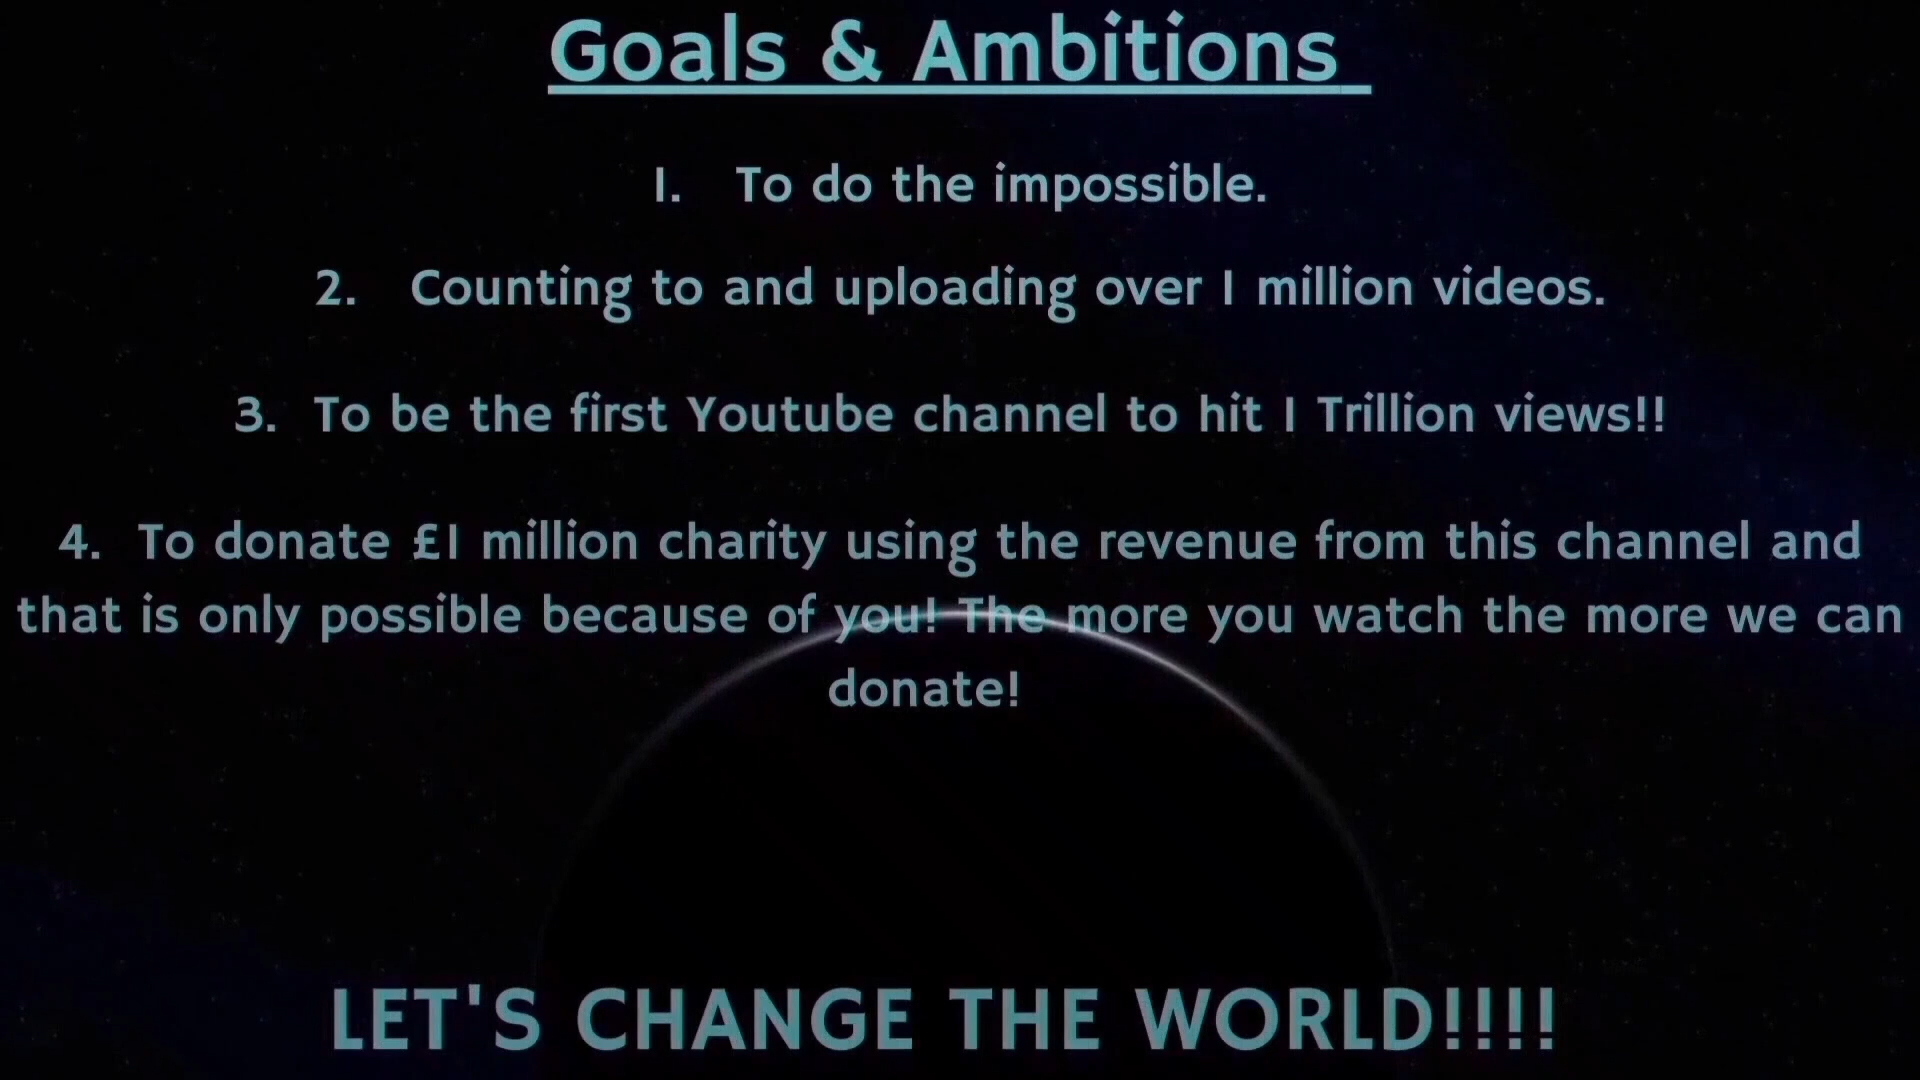 Goals & Ambitions
1. To do the impossible.
2. Counting to and uploading over 1 million videos.
3. To be the first Youtube channel to hit 1 Trillion views!!
4. To donate £1 million charity using the revenue from this channel and
that is only possible because of you! The more you watch the more we can
donate!
LET'S CHANGE THE WORLD!!!!